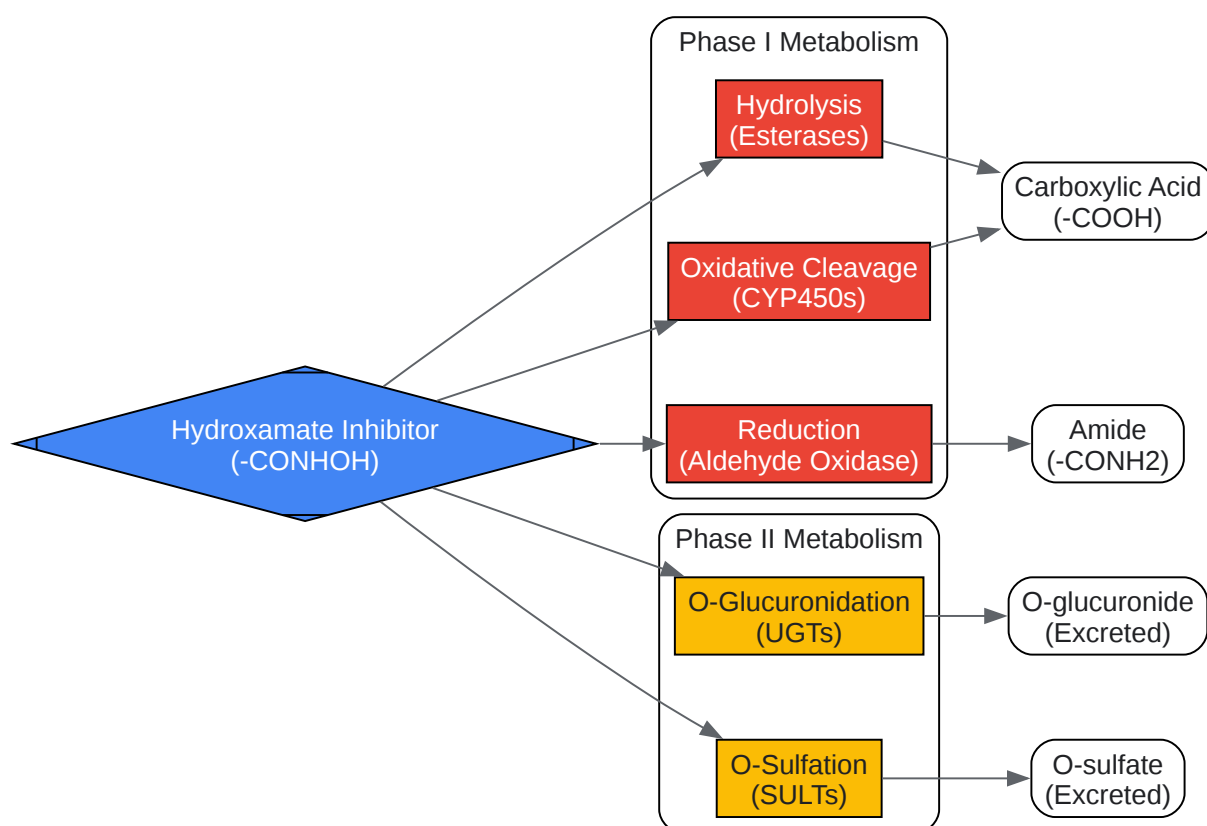 Phase I Metabolism
Hydrolysis
(Esterases)
Carboxylic Acid
(-COOH)
Oxidative Cleavage
(CYP450s)
Hydroxamate Inhibitor
(-CONHOH)
Reduction
(Aldehyde Oxidase)
Amide
(-CONH2)
Phase II Metabolism
O-Glucuronidation
(UGTs)
O-glucuronide
(Excreted)
O-Sulfation
(SULTs)
O-sulfate
(Excreted)